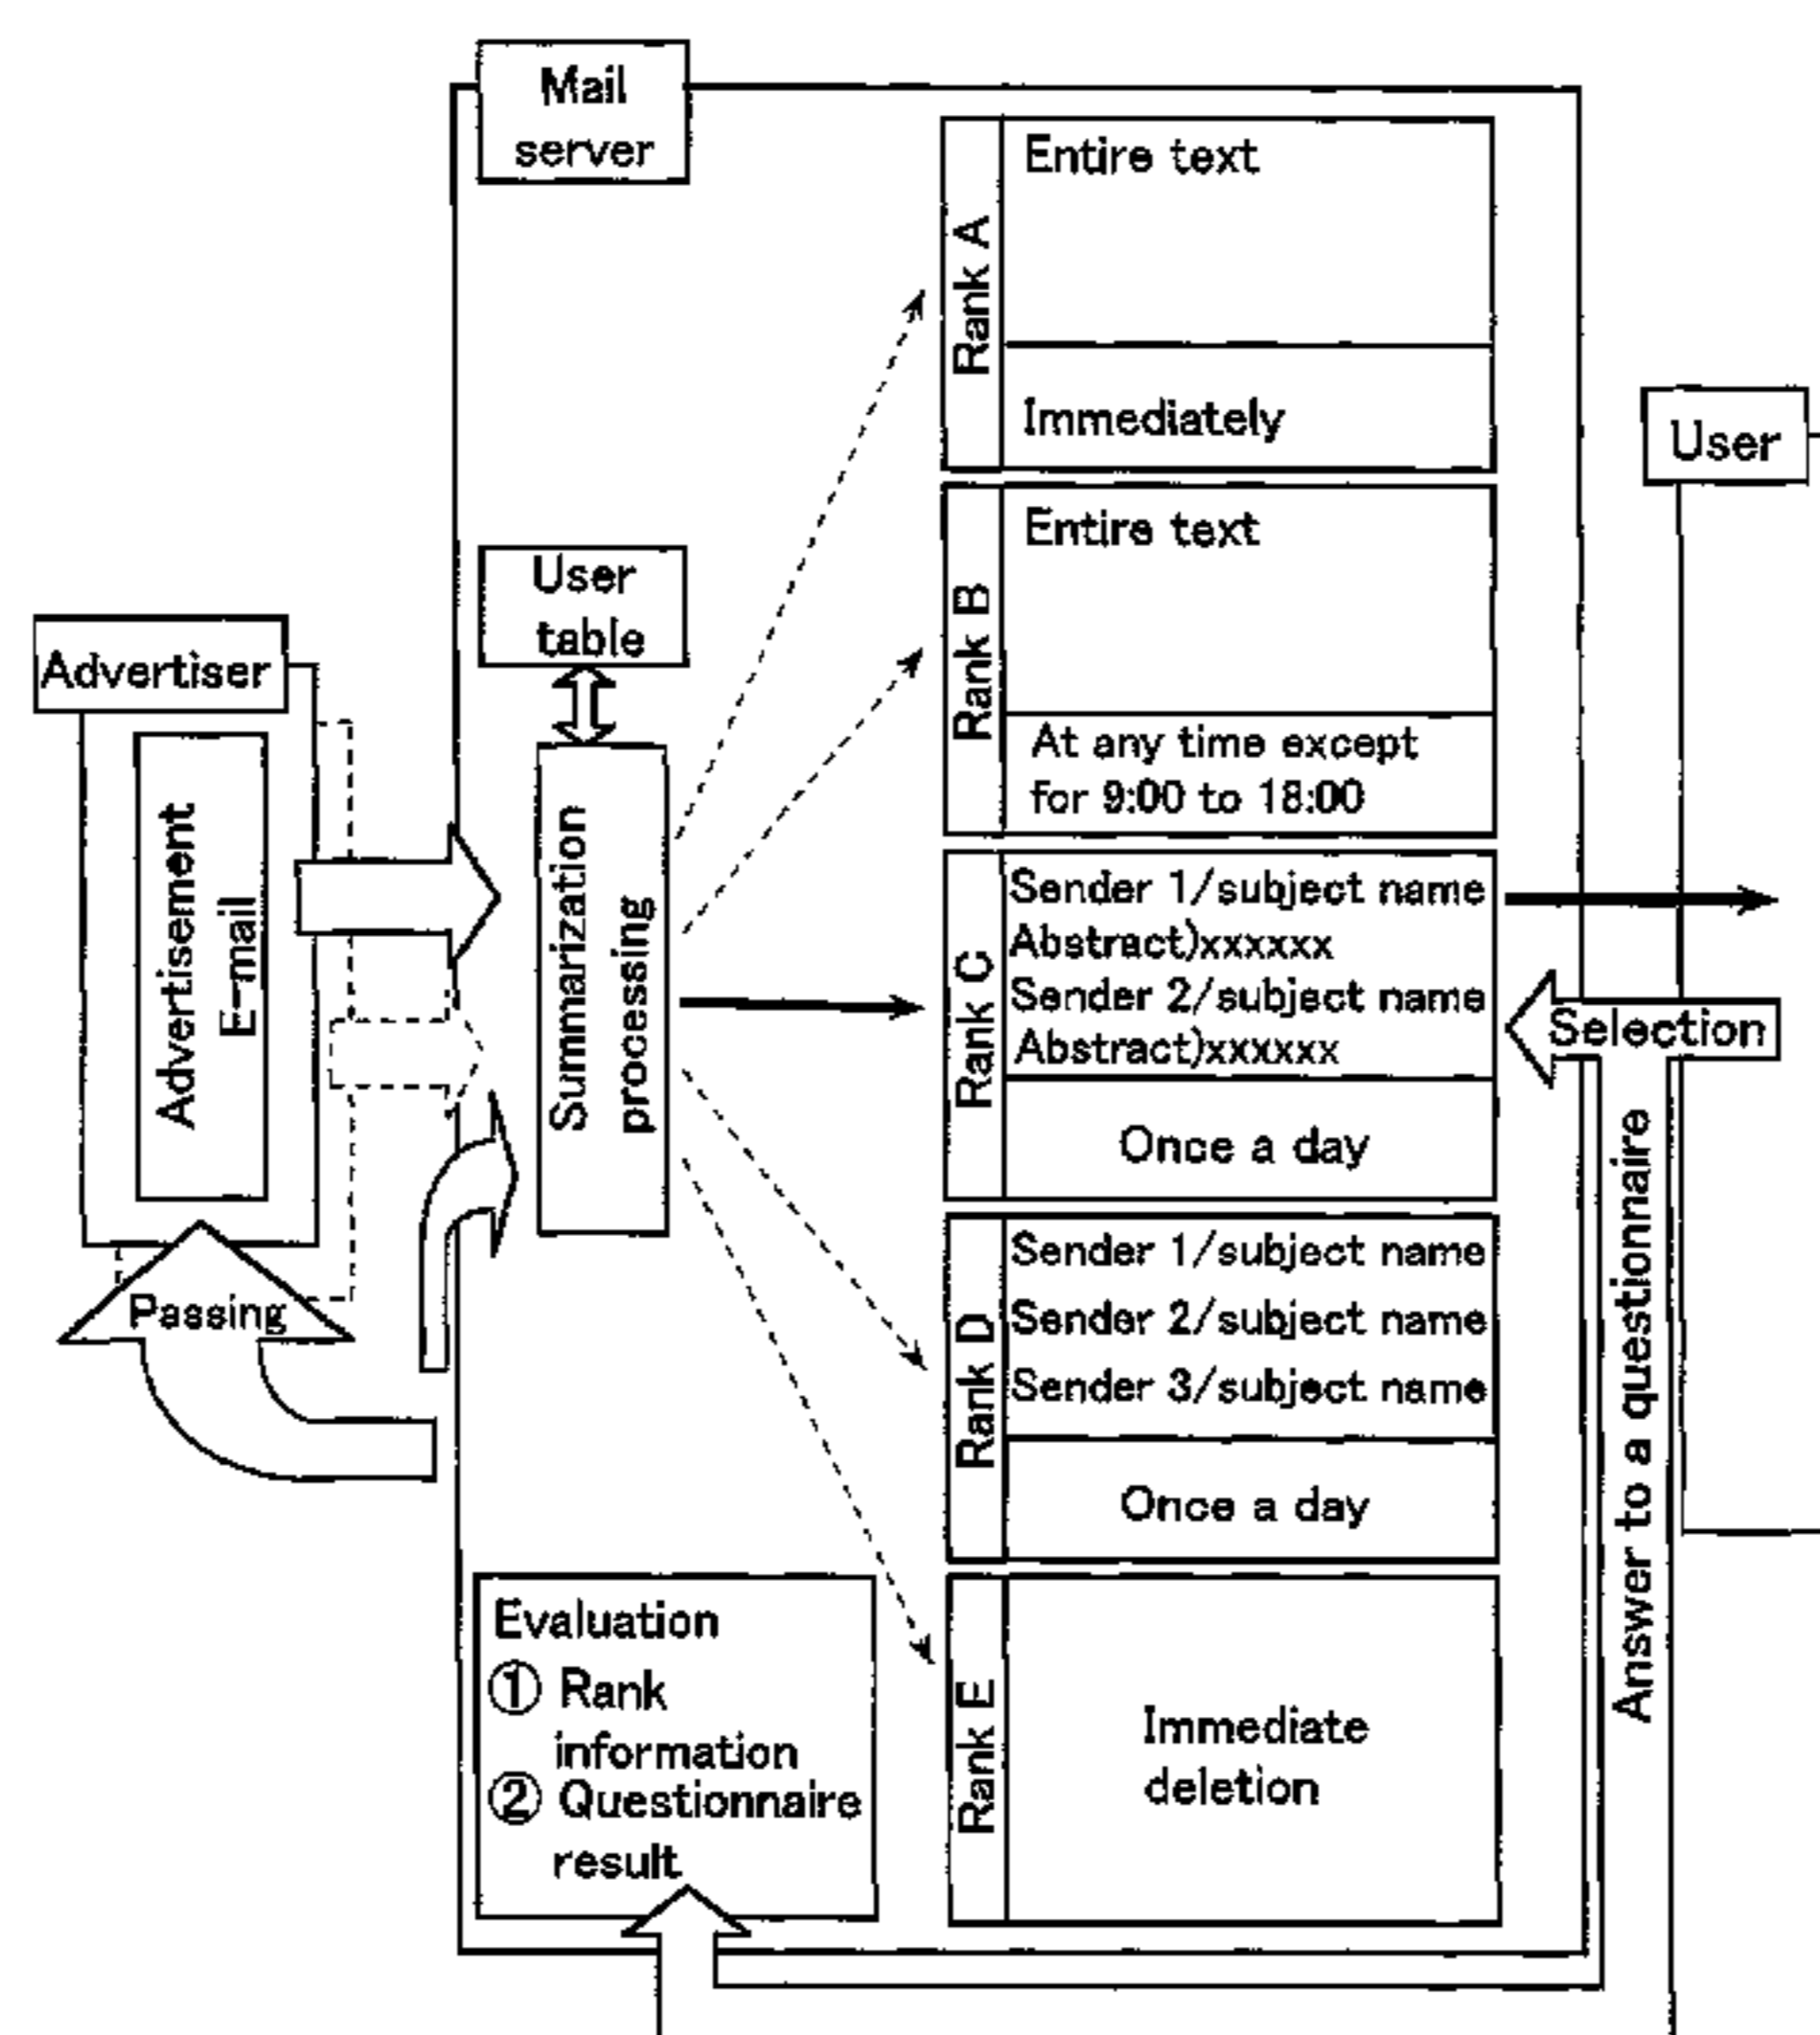 Mail
server
Entire text
Rank A
Immediately
User
Entire text
Rank B
At any time except
for 9:00 to 18:00
User
table
Advertiser
Advertisement
E-mail
Summarization
processing
Sender 1/subject name
Abstract)xxxxxx
Sender 2/subject name
Abstract)xxxxxx
Rank C
Once a day
Selection
Answer to a questionnaire
Passing
Sender 1/subject name
Sender 2/subject name
Sender 3/subject name
Rank D
Once a day
Evaluation
① Rank
information
② Questionnaire
result
Rank E
Immediate
deletion